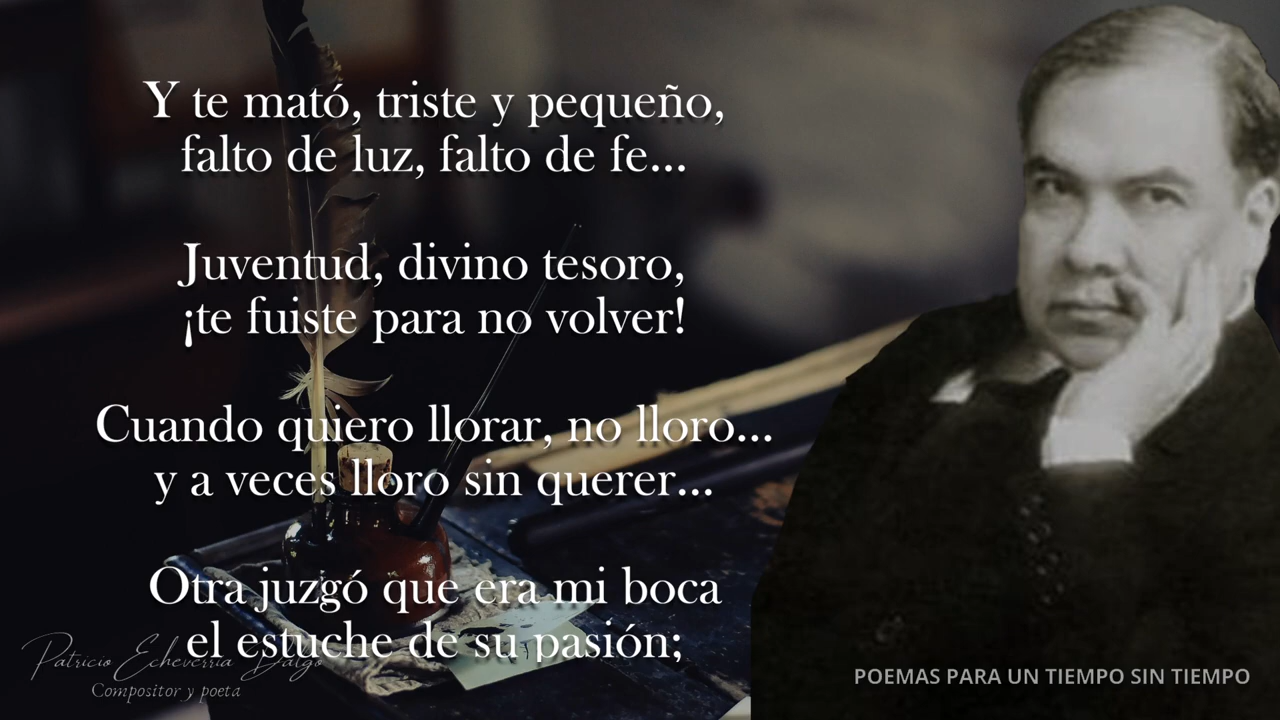 Y te mató, triste y pequeño,
falto de luz, falto de fe...
Juventud, divino tesoro,
¡te fuiste para no volver!
Cuando quiero llorar, no lloro...
y a veces lloro sin querer...
Otra juzgó que era mi boca
el estuche de su pasión;
Patricio Echeverria Dalgo
Compositor y poeta
POEMAS PARA UN TIEMPO SIN TIEMPO